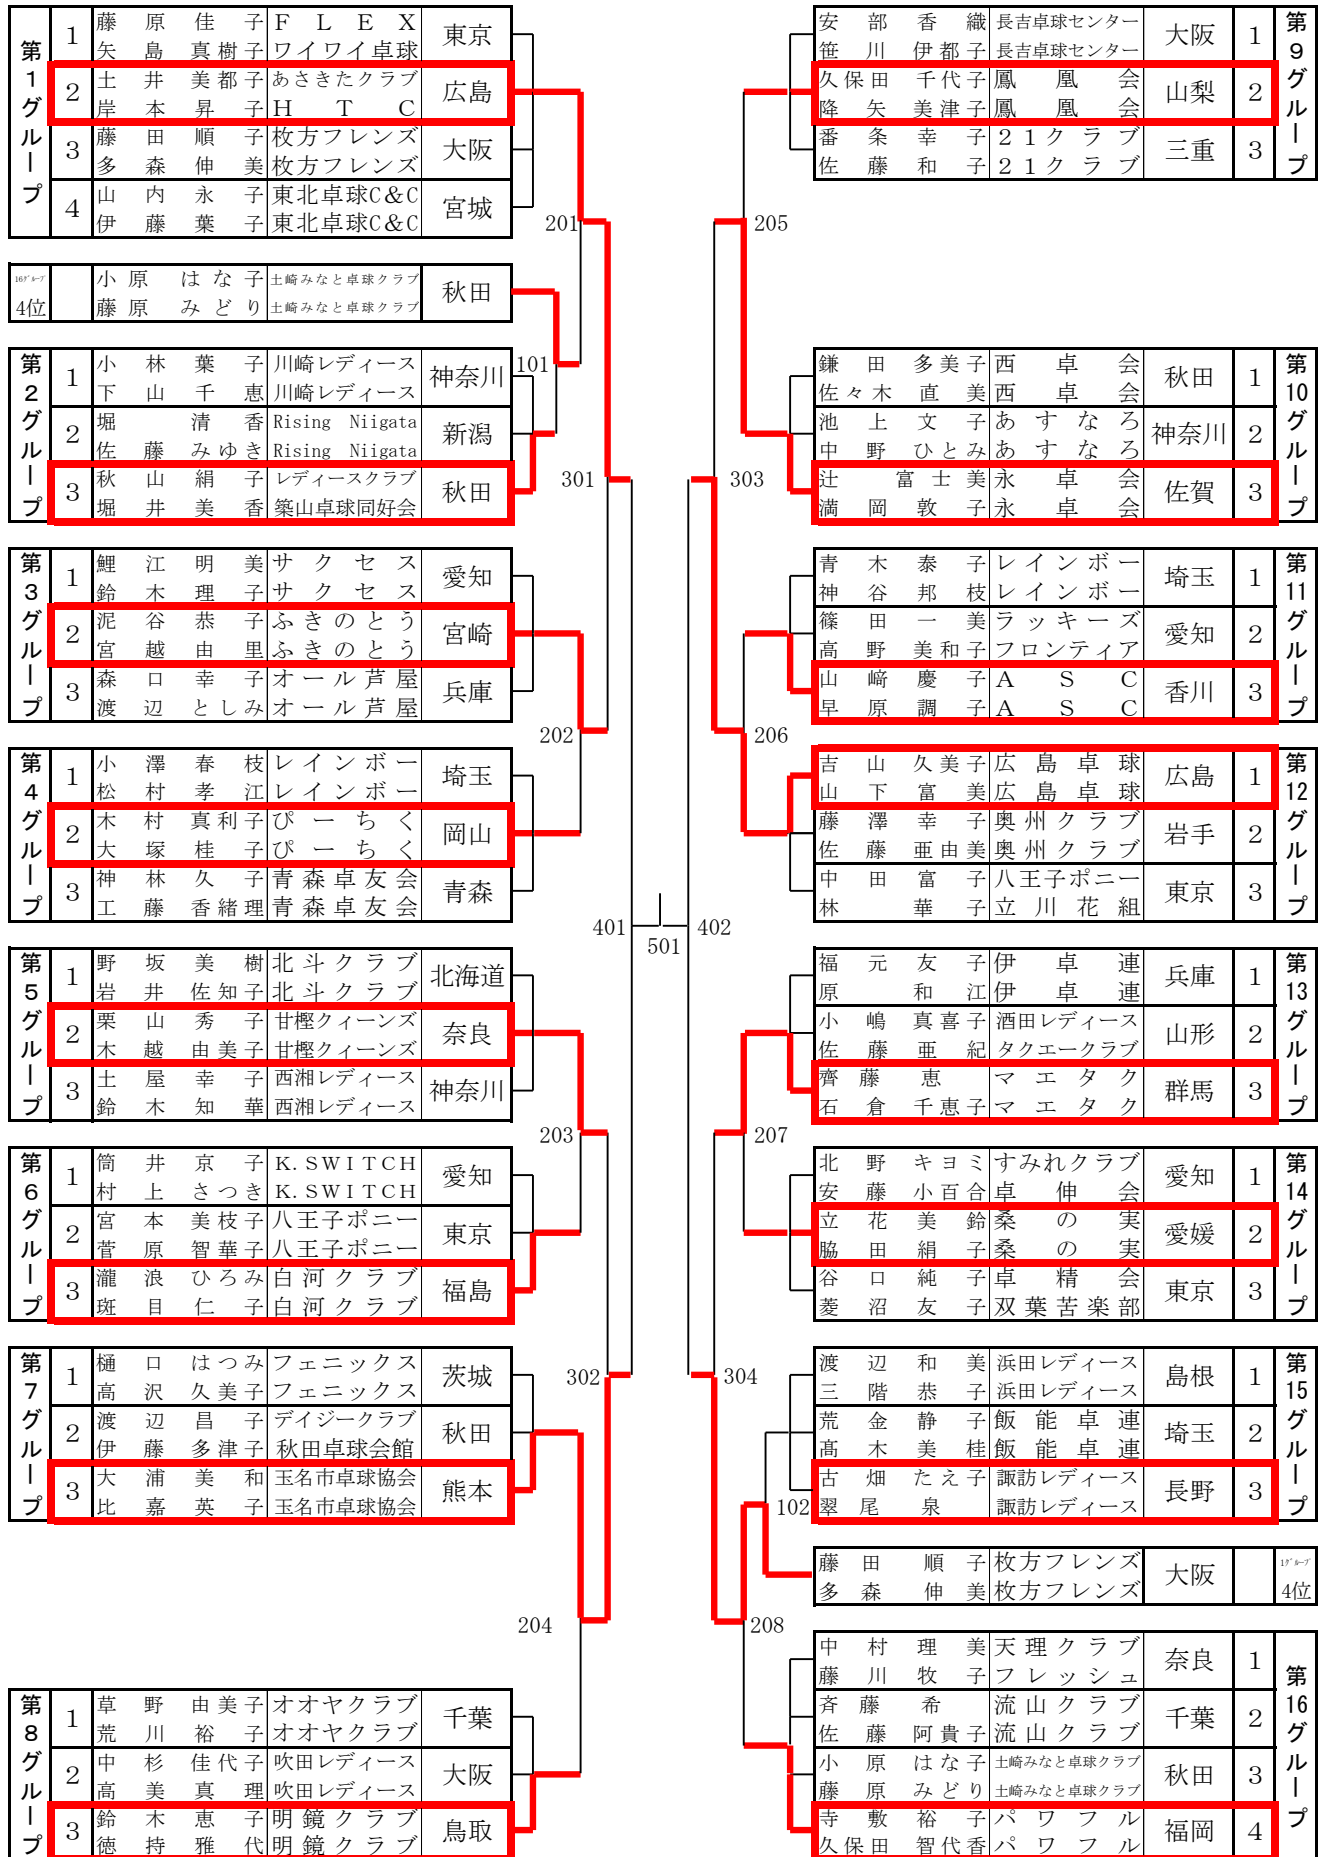 第1グループ
1 藤原佳子 FLEX 東京
矢島真樹子 ワイワイ卓球
2 土井美都子 あさきたクラブ 広島
岸本昇子 HTC
3 藤田順子 枚方フレンズ 大阪
多森伸美 枚方フレンズ
4 山内永子 東北卓球C&C 宮城
伊藤葉子 東北卓球C&C
16グループ 4位
小原はな子 土崎みなと卓球クラブ 秋田
藤原みどり 土崎みなと卓球クラブ
第2グループ
1 小林葉子 川崎レディース 神奈川
下山千恵 川崎レディース
2 堀清香 Rising Niigata 新潟
佐藤みゆき Rising Niigata
3 秋山絹子 レディースクラブ 秋田
堀井美香 築山卓球同好会
第3グループ
1 鯉江明美 サクセス 愛知
鈴木理子 サクセス
2 泥谷恭子 ふきのとう 宮崎
宮越由里 ふきのとう
3 森口幸子 オール芦屋 兵庫
渡辺としみ オール芦屋
第4グループ
1 小澤春枝 レインボー 埼玉
松村孝江 レインボー
2 木村真利子 ぴーちく 岡山
大塚桂子 ぴーちく
3 神林久子 青森卓友会 青森
工藤香緒理 青森卓友会
第5グループ
1 野坂美樹 北斗クラブ 北海道
岩井佐知子 北斗クラブ
2 栗山秀子 甘樫クィーンズ 奈良
木越由美子 甘樫クィーンズ
3 土屋幸子 西湘レディース 神奈川
鈴木知華 西湘レディース
第6グループ
1 筒井京子 K.SWITCH 愛知
村上さつき K.SWITCH
2 宮本美枝子 八王子ポニー 東京
菅原智華子 八王子ポニー
3 瀧浪ひろみ 白河クラブ 福島
斑目仁子 白河クラブ
第7グループ
1 樋口はつみ フェニックス 茨城
高沢久美子 フェニックス
2 渡辺昌子 デイジークラブ 秋田
伊藤多津子 秋田卓球会館
3 大浦美和 玉名市卓球協会 熊本
比嘉英子 玉名市卓球協会
第8グループ
1 草野由美子 オオヤクラブ 千葉
荒川裕子 オオヤクラブ
2 中杉佳代子 吹田レディース 大阪
高美真理 吹田レディース
3 鈴木恵子 明鏡クラブ 鳥取
徳持雅代 明鏡クラブ
101
201
202
203
204
301
302
401
501
402
303
304
205
206
207
208
102
第9グループ
安部香織 長吉卓球センター 大阪 1
笹川伊都子 長吉卓球センター
久保田千代子 鳳凰会 山梨 2
降矢美津子 鳳凰会
番条幸子 21クラブ 三重 3
佐藤和子 21クラブ
第10グループ
鎌田多美子 西卓会 秋田 1
佐々木直美 西卓会
池上文子 あすなろ 神奈川 2
中野ひとみ あすなろ
辻富士美 永卓会 佐賀 3
満岡敦子 永卓会
第11グループ
青木泰子 レインボー 埼玉 1
神谷邦枝 レインボー
篠田一美 ラッキーズ 愛知 2
高野美和子 フロンティア
山﨑慶子 ASC 香川 3
早原調子 ASC
第12グループ
吉山久美子 広島卓球 広島 1
山下富美 広島卓球
藤澤幸子 奥州クラブ 岩手 2
佐藤亜由美 奥州クラブ
中田富子 八王子ポニー 東京 3
林華子 立川花組
第13グループ
福元友子 伊卓連 兵庫 1
原和江 伊卓連
小嶋真喜子 酒田レディース 山形 2
佐藤亜紀 タクエークラブ
齊藤恵 マエタク 群馬 3
石倉千恵子 マエタク
第14グループ
北野キヨミ すみれクラブ 愛知 1
安藤小百合 卓伸会
立花美鈴 桑の実 愛媛 2
脇田絹子 桑の実
谷口純子 卓精会 東京 3
菱沼友子 双葉苦楽部
第15グループ
渡辺和美 浜田レディース 島根 1
三階恭子 浜田レディース
荒金静子 飯能卓連 埼玉 2
髙木美桂 飯能卓連
古畑たえ子 諏訪レディース 長野 3
翠尾泉 諏訪レディース
藤田順子 枚方フレンズ 大阪
多森伸美 枚方フレンズ
1グループ 4位
第16グループ
中村理美 天理クラブ 奈良 1
藤川牧子 フレッシュ
斉藤希 流山クラブ 千葉 2
佐藤阿貴子 流山クラブ
小原はな子 土崎みなと卓球クラブ 秋田 3
藤原みどり 土崎みなと卓球クラブ
寺敷裕子 パワフル 福岡 4
久保田智代香 パワフル